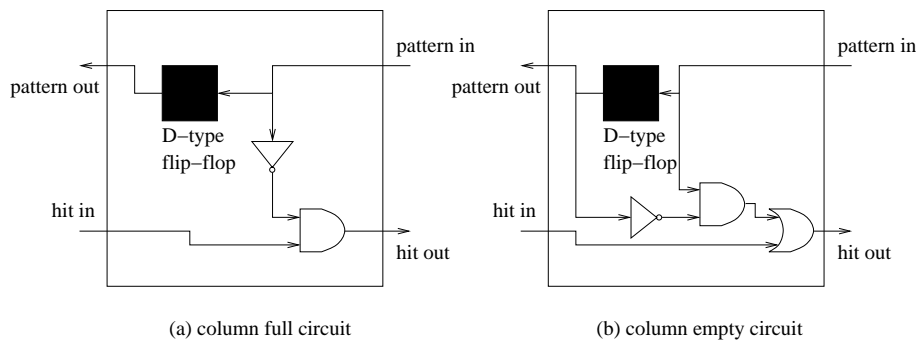 pattern in
pattern out
D−type
flip−flop
hit in
hit out
(a) column full circuit
pattern in
pattern out
D−type
flip−flop
hit in
hit out
(b) column empty circuit